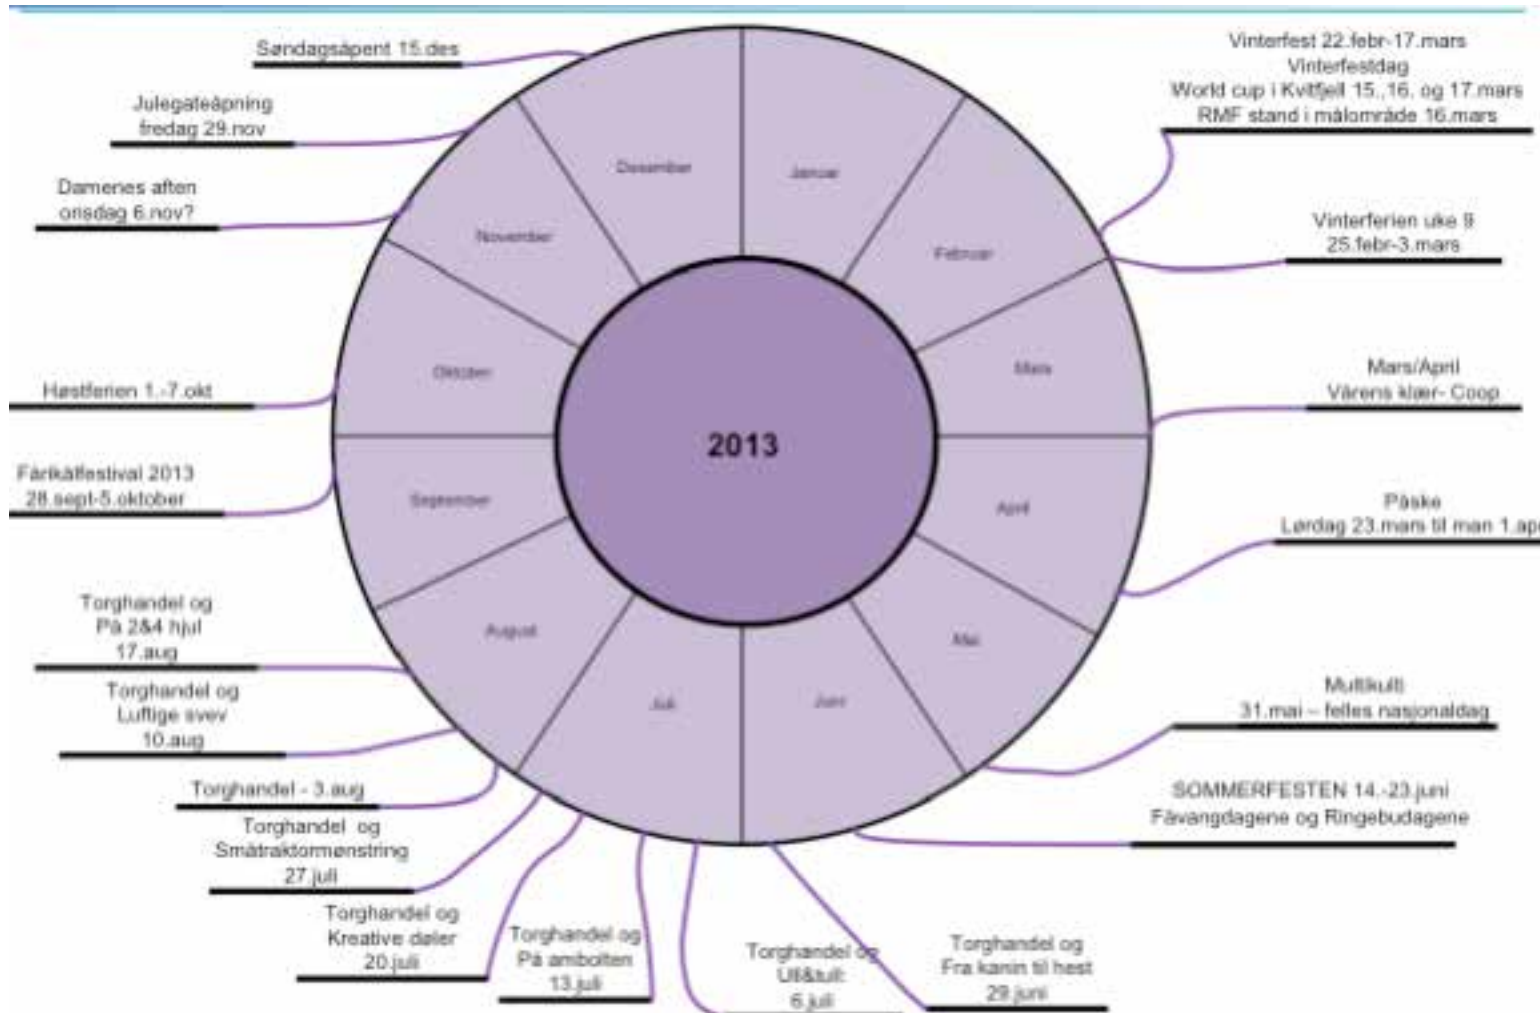 Søndagsåpent 15.des
Julegateåpning
fredag 29.nov
Damenes aften
onsdag 6.nov?
Høstferien 1.-7.okt
Fårikålfestival 2013
28.sept-5.oktober
Torghandel og
På 2&4 hjul
17.aug
Torghandel og
Luftige svev
10.aug
Torghandel - 3.aug
Torghandel og
Småtraktormønstring
27.juli
Torghandel og
Kreative døler
20.juli
Torghandel og
På ambolten
13.juli
Torghandel og
Ull&tull:
6.juli
Torghandel og
Fra kanin til hest
29.juni
SOMMERFESTEN 14.-23.juni
Fåvangdagene og Ringebudagene
Multikulti
31.mai – felles nasjonaldag
Påske
Lørdag 23.mars til man 1.apr
Mars/April
Vårens klær- Coop
Vinterferien uke 9
25.febr-3.mars
Vinterfest 22.febr-17.mars
Vinterfestdag
World cup i Kvitfjell 15.,16. og 17.mars
RMF stand i målområde 16.mars
Januar
Februar
Mars
April
Mai
Juni
Juli
August
September
Oktober
November
Desember
2013